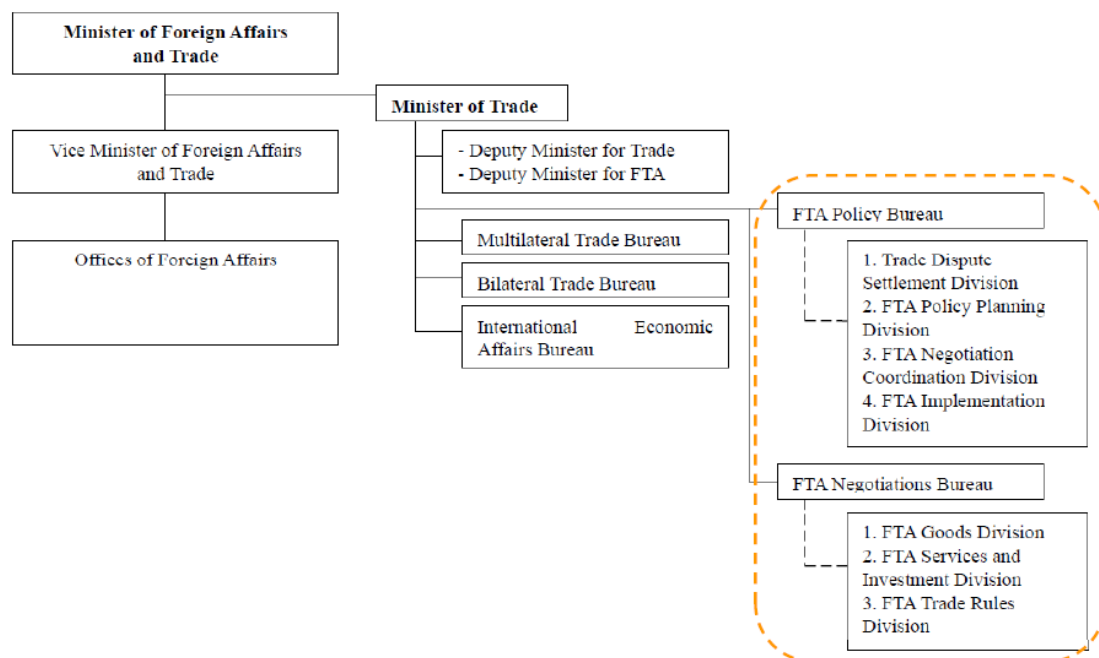 Minister of Foreign Affairs
and Trade
Minister of Trade
Vice Minister of Foreign Affairs
and Trade
- Deputy Minister for Trade
- Deputy Minister for FTA
Offices of Foreign Affairs
Multilateral Trade Bureau
Bilateral Trade Bureau
International Economic
Affairs Bureau
FTA Policy Bureau
1. Trade Dispute
Settlement Division
2. FTA Policy Planning
Division
3. FTA Negotiation
Coordination Division
4. FTA Implementation
Division
FTA Negotiations Bureau
1. FTA Goods Division
2. FTA Services and
Investment Division
3. FTA Trade Rules
Division